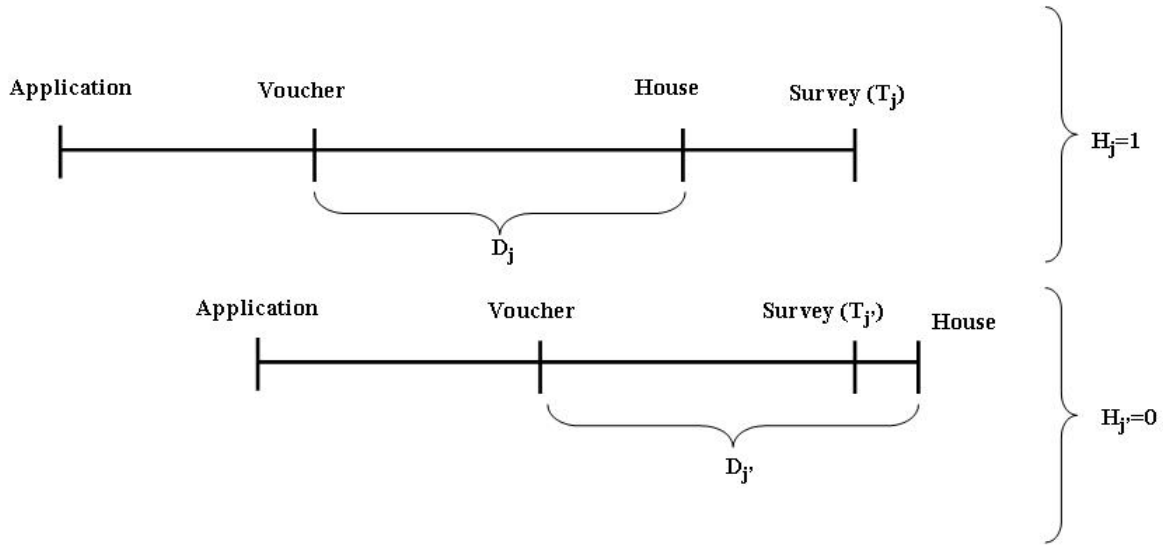 Application
Voucher
House
Survey (Tj)
Hj=1
Dj
Application
Voucher
Survey (Tj’)
House
Hj’=0
Dj’